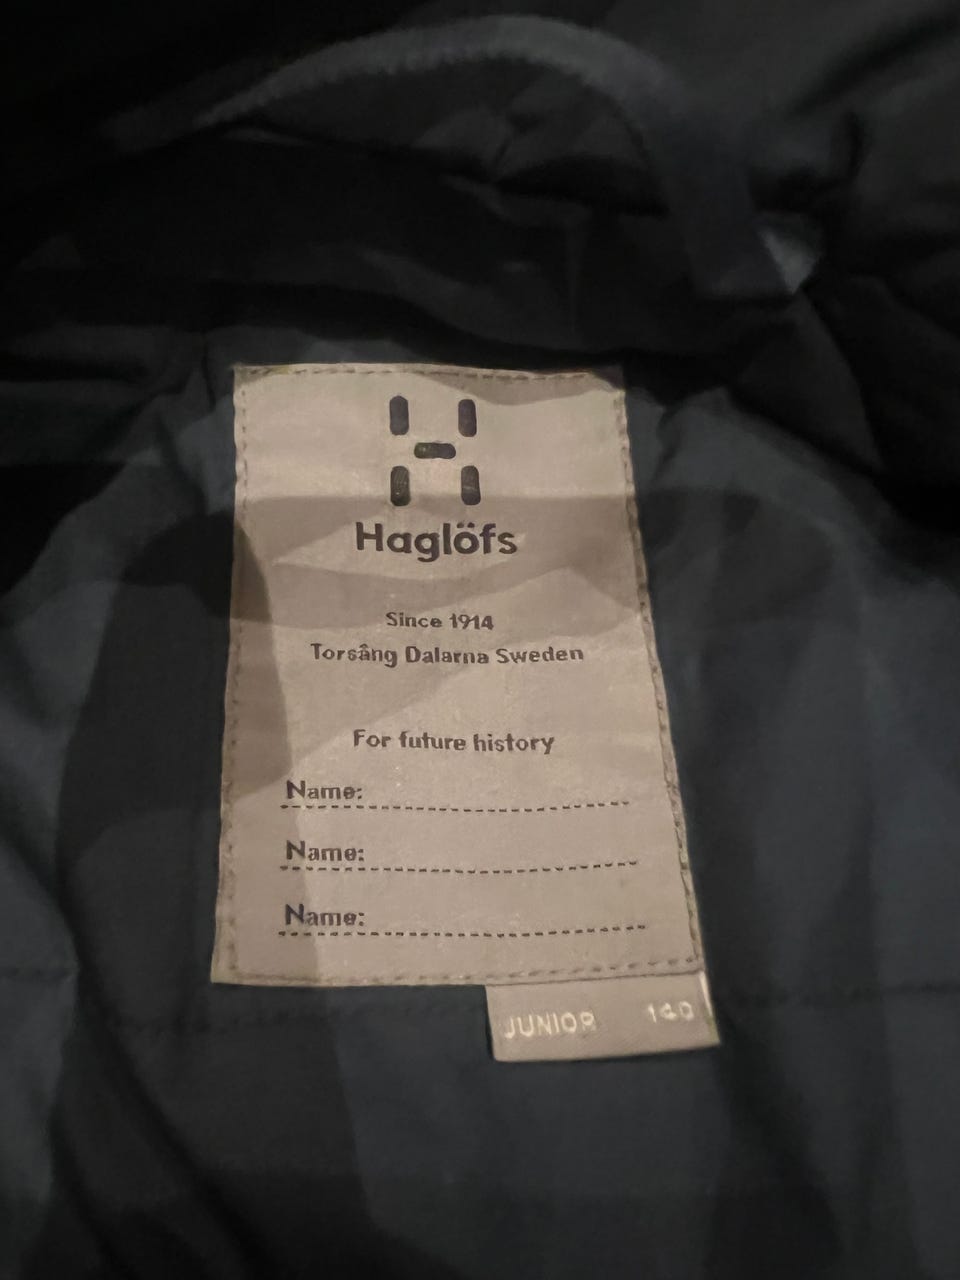 Haglöfs
Since 1914
Torsång Dalarna Sweden
For future history
Name:
Name:
Name:
JUNIOR 140